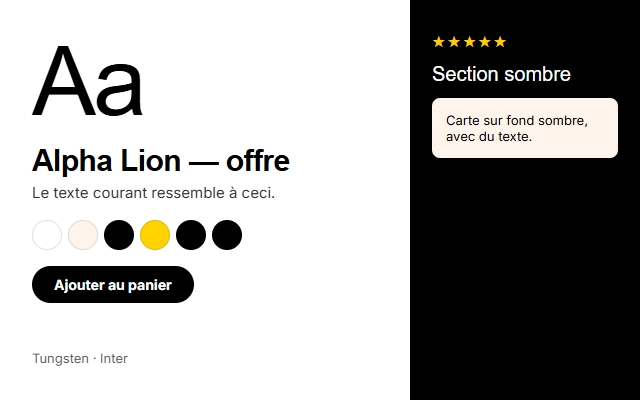 Aa
Alpha Lion — offre
Le texte courant ressemble à ceci.
Ajouter au panier
Tungsten · Inter
★★★★★
Section sombre
Carte sur fond sombre,
avec du texte.